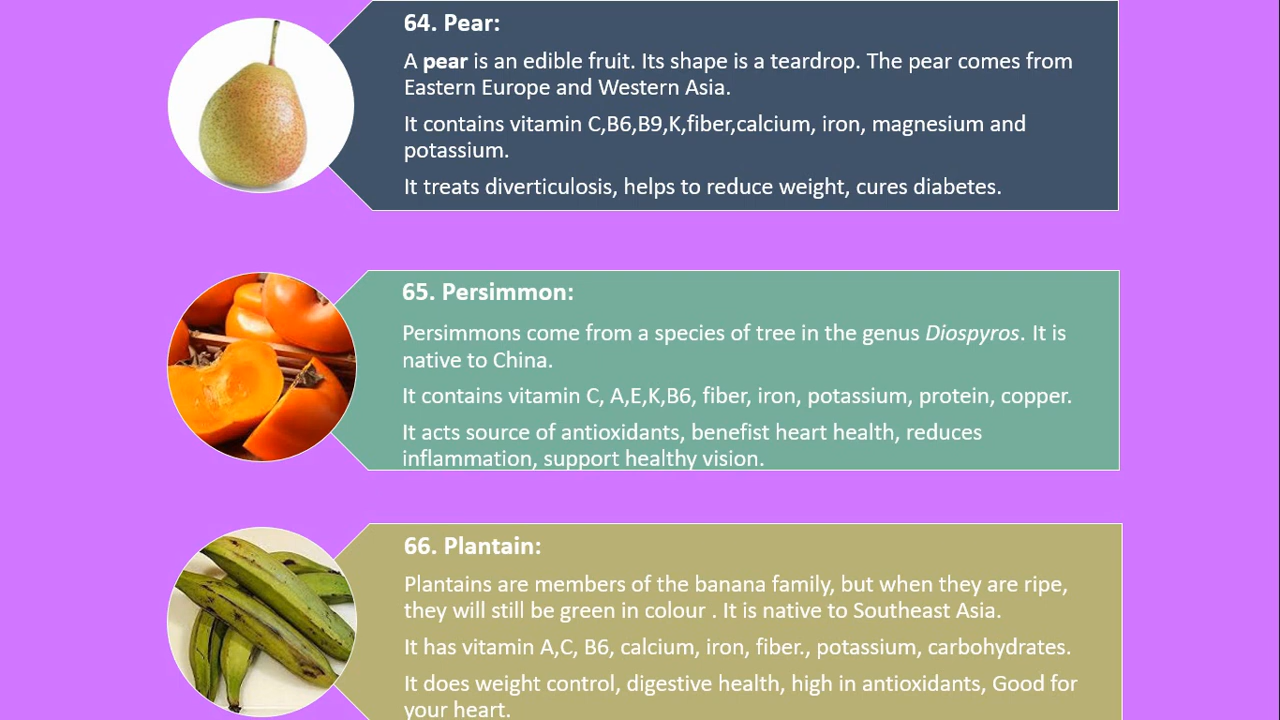 64. Pear:
A pear is an edible fruit. Its shape is a teardrop. The pear comes from
Eastern Europe and Western Asia.
It contains vitamin C,B6,B9,K,fiber,calcium, iron, magnesium and
potassium.
It treats diverticulosis, helps to reduce weight, cures diabetes.
65. Persimmon:
Persimmons come from a species of tree in the genus Diospyros. It is
native to China.
It contains vitamin C, A,E,K,B6, fiber, iron, potassium, protein, copper.
It acts source of antioxidants, benefist heart health, reduces
inflammation, support healthy vision.
66. Plantain:
Plantains are members of the banana family, but when they are ripe,
they will still be green in colour . It is native to Southeast Asia.
It has vitamin A,C, B6, calcium, iron, fiber., potassium, carbohydrates.
It does weight control, digestive health, high in antioxidants, Good for
your heart.